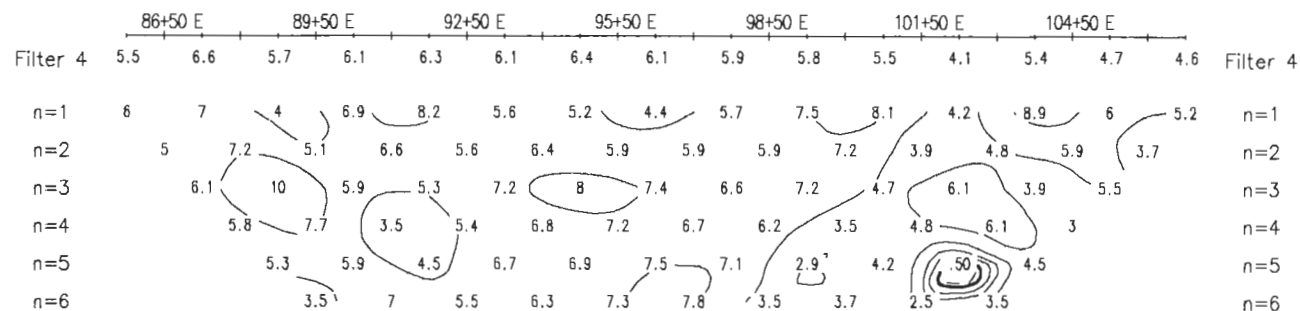 86+50 E 89+50 E 92+50 E 95+50 E 98+50 E 101+50 E 104+50 E
Filter 4 5.5 6.6 5.7 6.1 6.3 6.1 6.4 6.1 5.9 5.8 5.5 4.1 5.4 4.7 4.6 Filter 4
n=1 6 7 4 6.9 8.2 5.6 5.2 4.4 5.7 7.5 8.1 4.2 8.9 6 5.2 n=1
n=2 5 7.2 5.1 6.6 5.6 6.4 5.9 5.9 5.9 7.2 3.9 4.8 5.9 3.7 n=2
n=3 6.1 10 5.9 5.3 7.2 8 7.4 6.6 7.2 4.7 6.1 3.9 5.5 n=3
n=4 5.8 7.7 3.5 5.4 6.8 7.2 6.7 6.2 3.5 4.8 6.1 3 n=4
n=5 5.3 5.9 4.5 6.7 6.9 7.5 7.1 2.9 4.2 .50 4.5 n=5
n=6 3.5 7 5.5 6.3 7.3 7.8 3.5 3.7 2.5 3.5 n=6